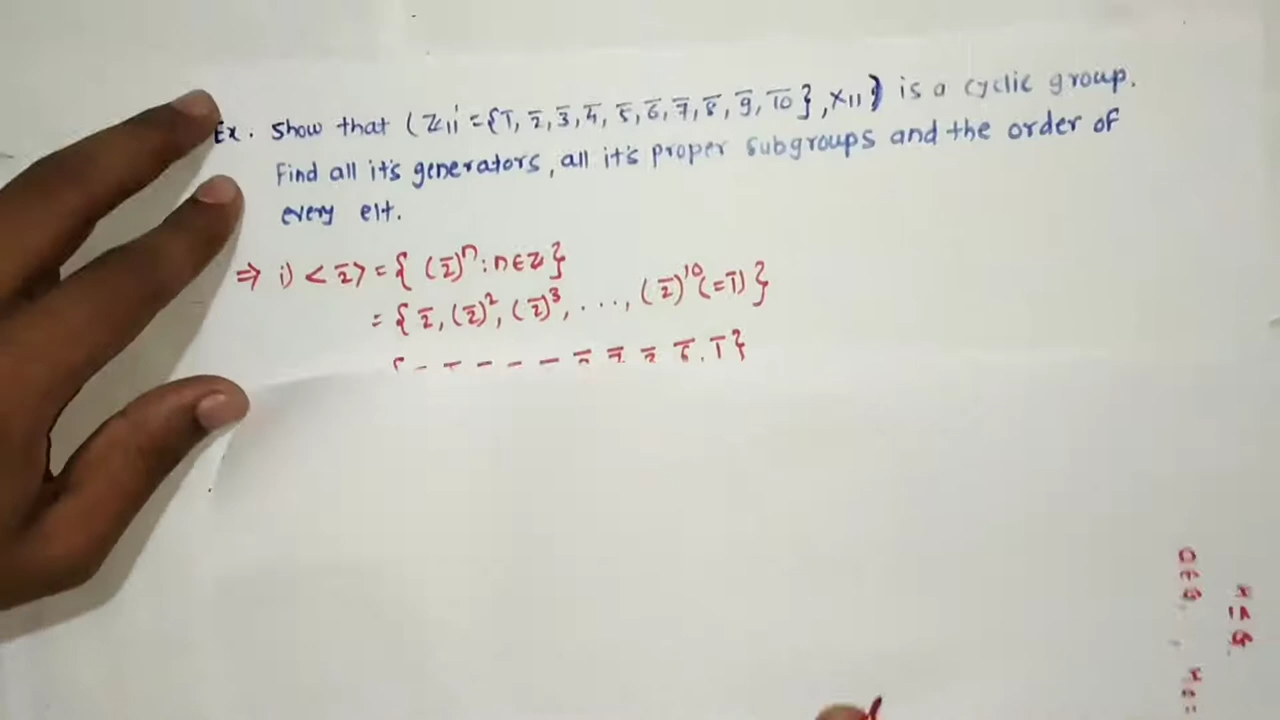 Ex. Show that (Z₁₁' = {1̄, 2̄, 3̄, 4̄, 5̄, 6̄, 7̄, 8̄, 9̄, 10̄}, ×₁₁) is a cyclic group.
Find all it's generators, all it's proper subgroups and the order of
every elt.
⇒ i) <2̄> = { (2̄)ⁿ : n∈Z }
= { 2̄, (2̄)², (2̄)³, ..., (2̄)¹⁰(=1̄) }
6̄, 1̄}